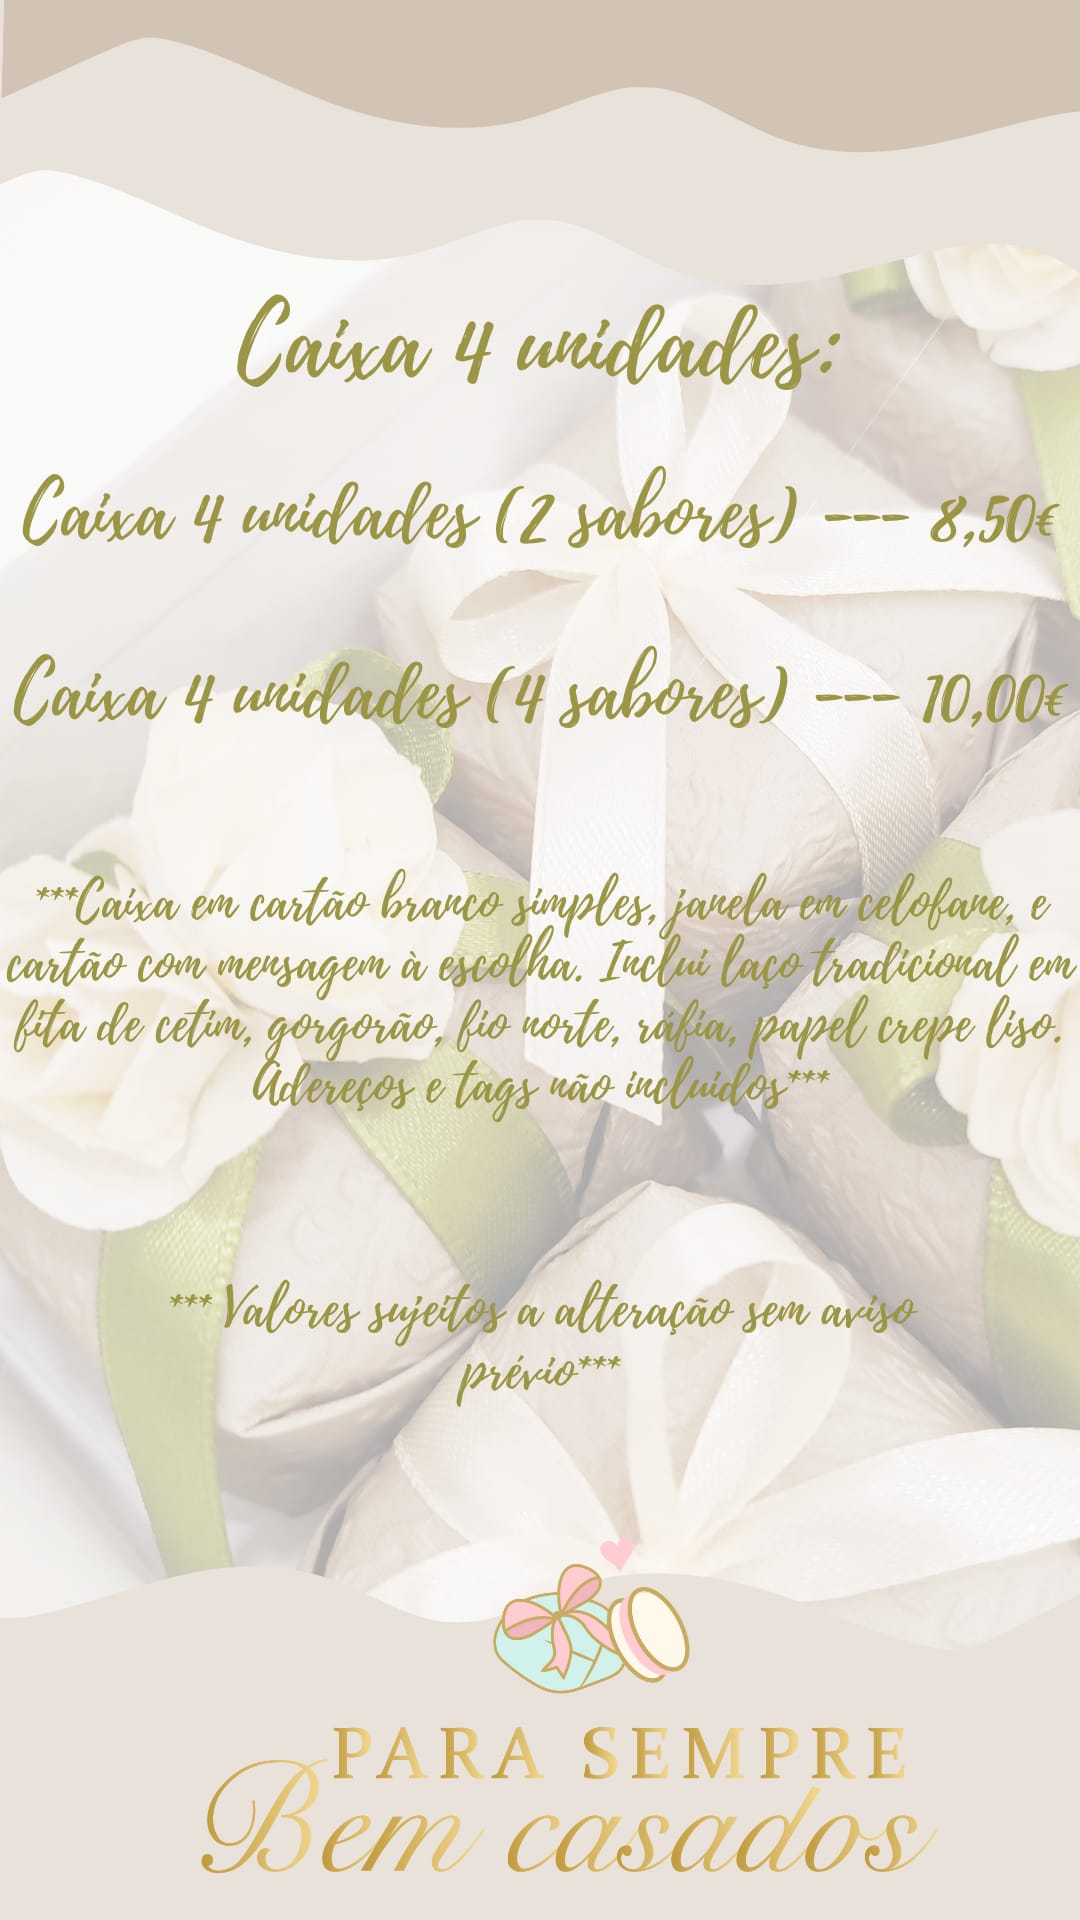 Caixa 4 unidades:
Caixa 4 unidades (2 sabores) --- 8,50€
Caixa 4 unidades (4 sabores) --- 10,00€
***Caixa em cartão branco simples, janela em celofane, e
cartão com mensagem à escolha. Inclui laço tradicional em
fita de cetim, gorgorão, fio norte, ráfia, papel crepe liso.
Adereços e tags não incluídos***
*** Valores sujeitos a alteração sem aviso
prévio***
PARA SEMPRE
Bem casados